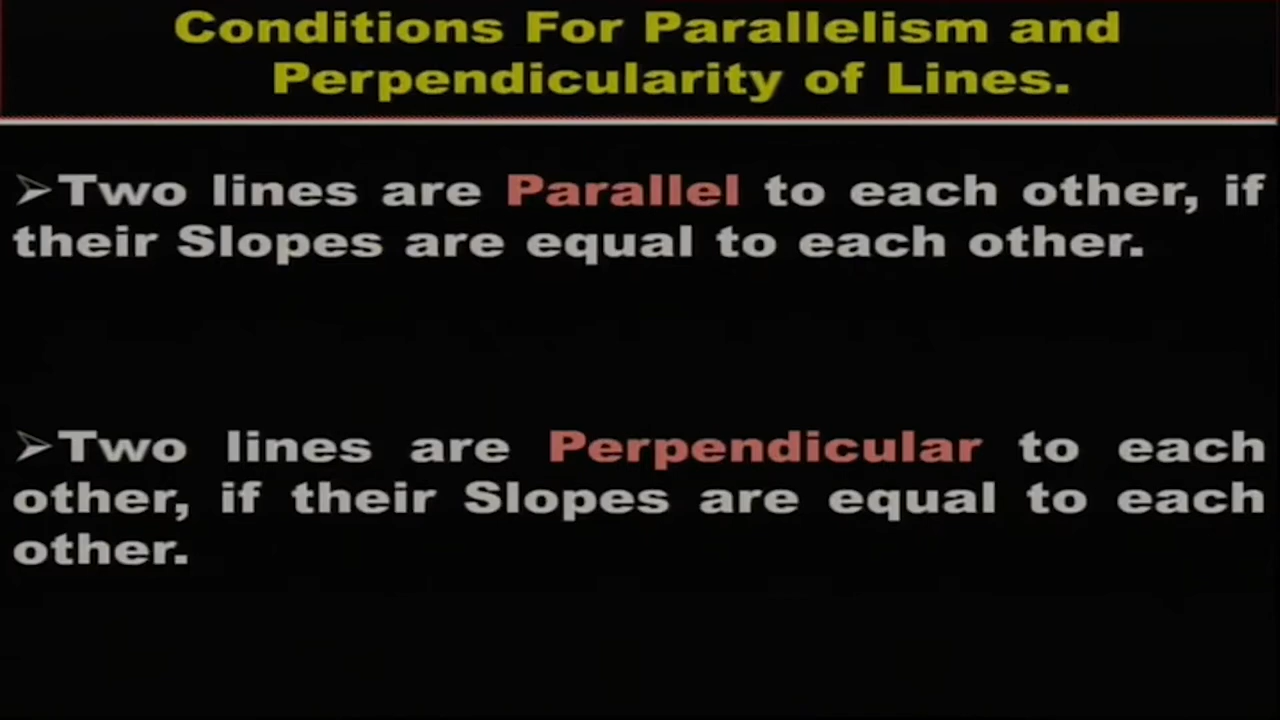 Conditions For Parallelism and
Perpendicularity of Lines.
➢Two lines are Parallel to each other, if
their Slopes are equal to each other.
➢Two lines are Perpendicular to each
other, if their Slopes are equal to each
other.